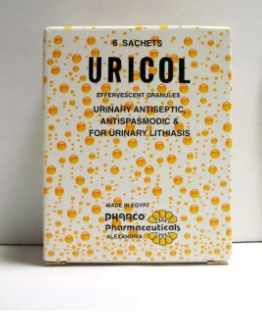 6 SACHETS
URICOL
EFFERVESCENT GRANULES
URINARY ANTISEPTIC,
ANTISPASMODIC &
FOR URINARY LITHIASIS
MADE IN EGYPT
PHARCO
Pharmaceuticals
ALEXANDRIA